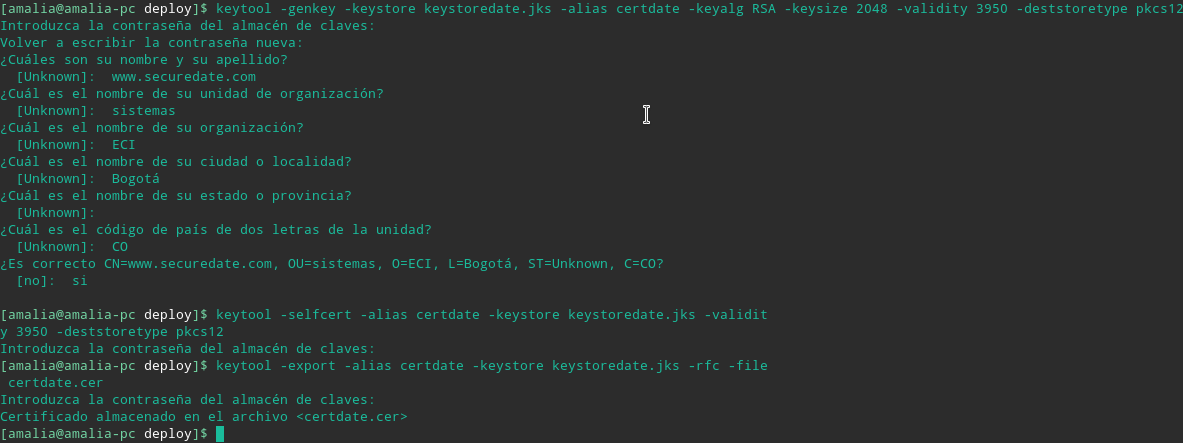 [amalia@amalia-pc deploy]$ keytool -genkey -keystore keystoredate.jks -alias certdate -keyalg RSA -keysize 2048 -validity 3950 -deststoretype pkcs12
Introduzca la contraseña del almacén de claves:
Volver a escribir la contraseña nueva:
¿Cuáles son su nombre y su apellido?
  [Unknown]:  www.securedate.com
¿Cuál es el nombre de su unidad de organización?
  [Unknown]:  sistemas
¿Cuál es el nombre de su organización?
  [Unknown]:  ECI
¿Cuál es el nombre de su ciudad o localidad?
  [Unknown]:  Bogotá
¿Cuál es el nombre de su estado o provincia?
  [Unknown]:
¿Cuál es el código de país de dos letras de la unidad?
  [Unknown]:  CO
¿Es correcto CN=www.securedate.com, OU=sistemas, O=ECI, L=Bogotá, ST=Unknown, C=CO?
  [no]:  si
[amalia@amalia-pc deploy]$ keytool -selfcert -alias certdate -keystore keystoredate.jks -validit
y 3950 -deststoretype pkcs12
Introduzca la contraseña del almacén de claves:
[amalia@amalia-pc deploy]$ keytool -export -alias certdate -keystore keystoredate.jks -rfc -file
 certdate.cer
Introduzca la contraseña del almacén de claves:
Certificado almacenado en el archivo <certdate.cer>
[amalia@amalia-pc deploy]$